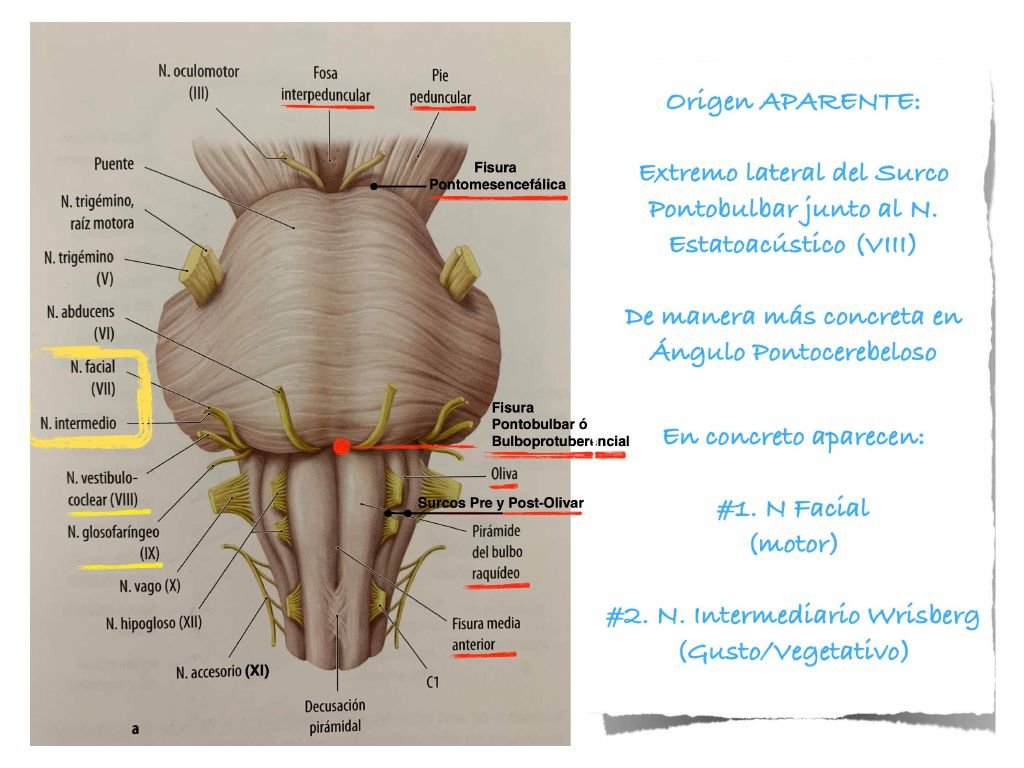 N. oculomotor
(III)
Fosa
interpeduncular
Pie
peduncular
Puente
Fisura
Pontomesencefálica
N. trigémino,
raíz motora
N. trigémino
(V)
N. abducens
(VI)
N. facial
(VII)
N. intermedio
Fisura
Pontobulbar ó
Bulboprotuberencial
N. vestíbulo-
coclear (VIII)
Oliva
Surcos Pre y Post-Olivar
N. glosofaríngeo
(IX)
Pirámide
del bulbo
raquídeo
N. vago (X)
N. hipogloso (XII)
Fisura media
anterior
N. accesorio (XI)
C1
Decusación
pirámidal
a
Origen APARENTE:
Extremo lateral del Surco
Pontobulbar junto al N.
Estatoacústico (VIII)
De manera más concreta en
Ángulo Pontocerebeloso
En concreto aparecen:
#1. N Facial
(motor)
#2. N. Intermediario Wrisberg
(Gusto/Vegetativo)